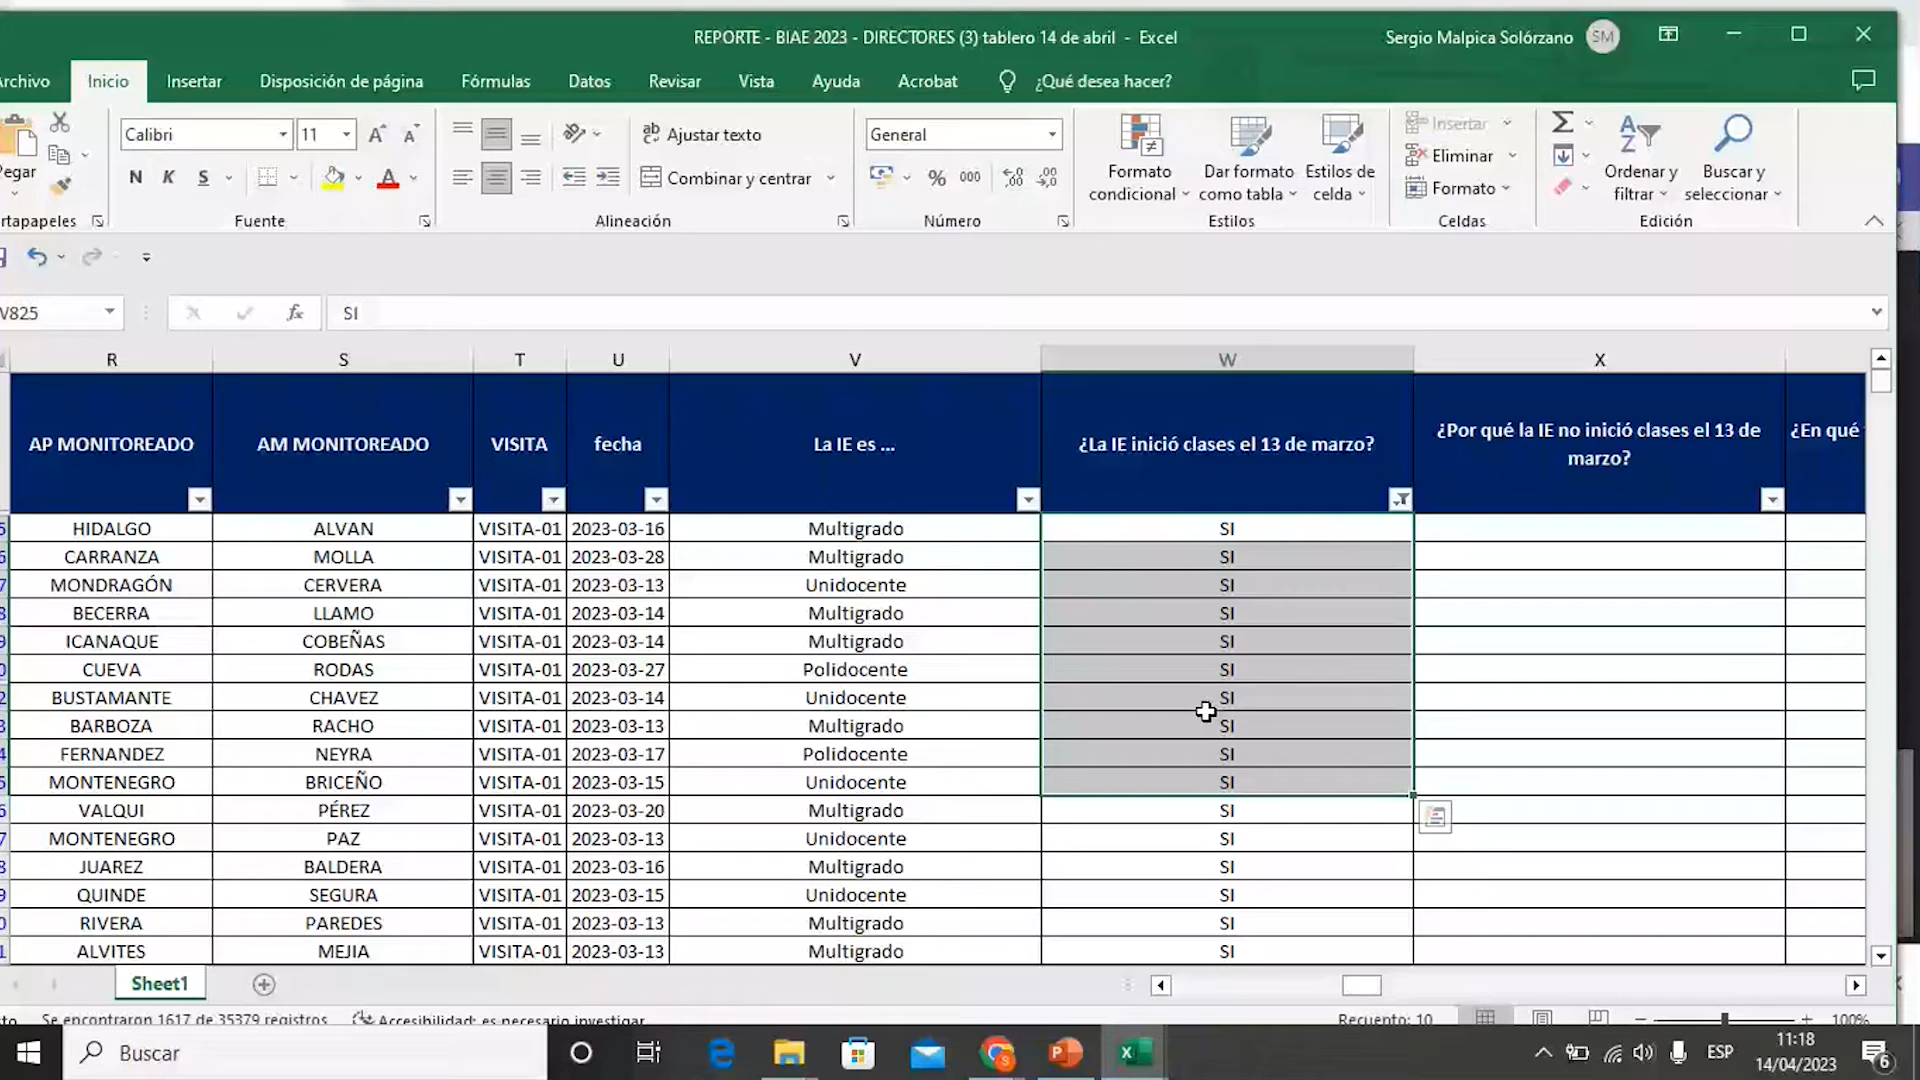 REPORTE - BIAE 2023 - DIRECTORES (3) tablero 14 de abril - Excel
Sergio Malpica Solórzano
SM
Inicio Insertar Disposición de página Fórmulas Datos Revisar Vista Ayuda Acrobat ¿Qué desea hacer?
Calibri 11
Ajustar texto
General
N K S
Combinar y centrar
% 000
Formato condicional
Dar formato como tabla
Estilos de celda
Insertar
Eliminar
Formato
Ordenar y filtrar
Buscar y seleccionar
Fuente Alineación Número Estilos Celdas Edición
SI
R S T U V W X
AP MONITOREADO AM MONITOREADO VISITA fecha La IE es ... ¿La IE inició clases el 13 de marzo? ¿Por qué la IE no inició clases el 13 de marzo? ¿En qué
HIDALGO ALVAN VISITA-01 2023-03-16 Multigrado SI
CARRANZA MOLLA VISITA-01 2023-03-28 Multigrado SI
MONDRAGÓN CERVERA VISITA-01 2023-03-13 Unidocente SI
BECERRA LLAMO VISITA-01 2023-03-14 Multigrado SI
ICANAQUE COBEÑAS VISITA-01 2023-03-14 Multigrado SI
CUEVA RODAS VISITA-01 2023-03-27 Polidocente SI
BUSTAMANTE CHAVEZ VISITA-01 2023-03-14 Unidocente SI
BARBOZA RACHO VISITA-01 2023-03-13 Multigrado SI
FERNANDEZ NEYRA VISITA-01 2023-03-17 Polidocente SI
MONTENEGRO BRICEÑO VISITA-01 2023-03-15 Unidocente SI
VALQUI PÉREZ VISITA-01 2023-03-20 Multigrado SI
MONTENEGRO PAZ VISITA-01 2023-03-13 Unidocente SI
JUAREZ BALDERA VISITA-01 2023-03-16 Multigrado SI
QUINDE SEGURA VISITA-01 2023-03-15 Unidocente SI
RIVERA PAREDES VISITA-01 2023-03-13 Multigrado SI
ALVITES MEJIA VISITA-01 2023-03-13 Multigrado SI
Sheet1
Se encontraron 1617 de 35379 registros Accesibilidad: es necesario investigar Recuento: 10 100%
Buscar
ESP
11:18
14/04/2023
6